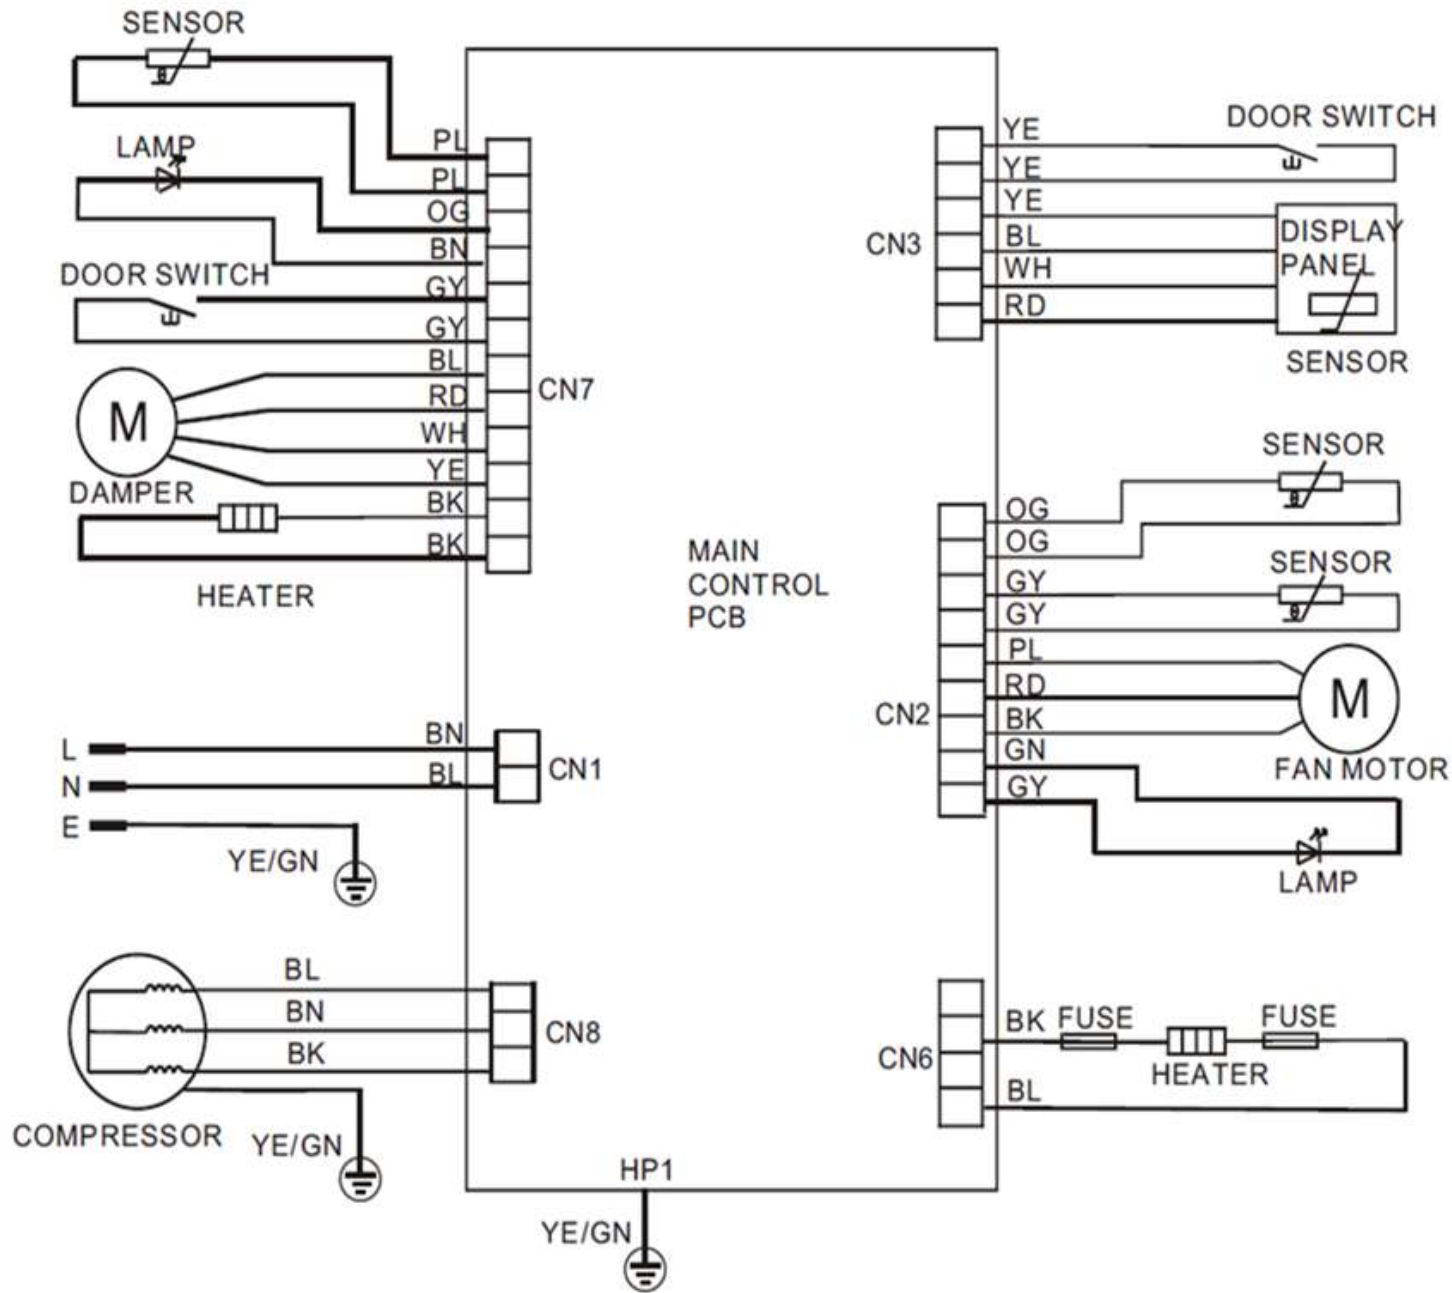 SENSOR
LAMP
DOOR SWITCH
M
DAMPER
HEATER
PL
PL
OG
BN
GY
GY
BL
RD
WH
YE
BK
BK
CN7
L
N
E
BN
BL
CN1
YE/GN
BL
BN
BK
CN8
COMPRESSOR
YE/GN
MAIN
CONTROL
PCB
HP1
YE/GN
YE
YE
YE
BL
WH
RD
CN3
DOOR SWITCH
DISPLAY
PANEL
SENSOR
OG
OG
GY
GY
PL
RD
BK
GN
GY
CN2
SENSOR
SENSOR
M
FAN MOTOR
LAMP
CN6
BK
FUSE
FUSE
HEATER
BL